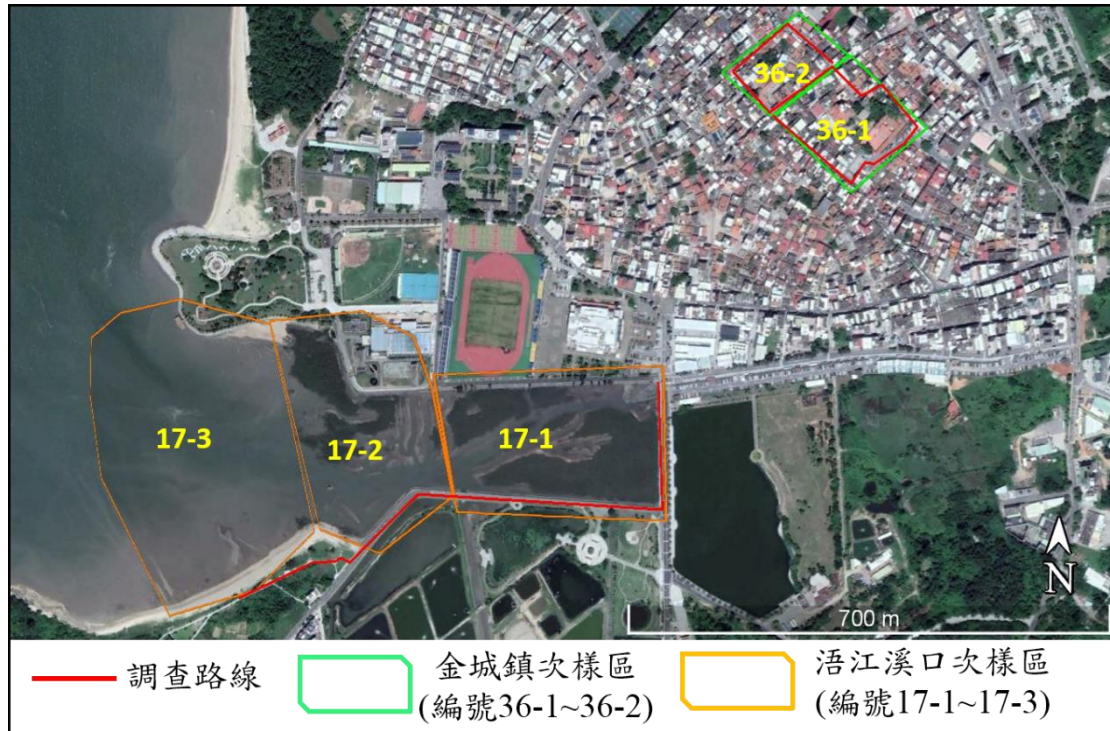 36-2
36-1
17-3
17-2
17-1
N
700 m
調查路線
金城鎮次樣區
(編號36-1~36-2)
浯江溪口次樣區
(編號17-1~17-3)